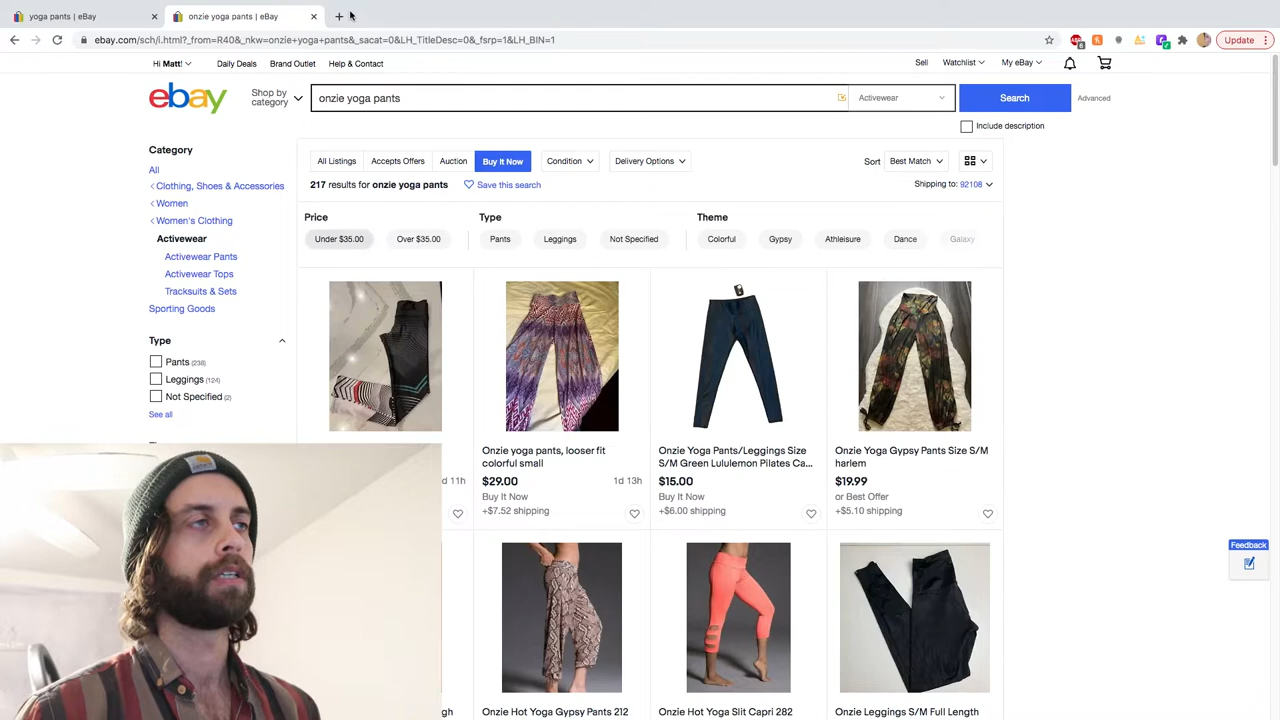 yoga pants | eBay
onzie yoga pants | eBay
ebay.com/sch/i.html?_from=R40&_nkw=onzie+yoga+pants&_sacat=0&LH_TitleDesc=0&_fsrp=1&LH_BIN=1
6
Update
Hi Matt!
Daily Deals
Brand Outlet
Help & Contact
Sell
Watchlist
My eBay
ebay
Shop by category
onzie yoga pants
Activewear
Search
Advanced
Include description
Category
All
Clothing, Shoes & Accessories
Women
Women's Clothing
Activewear
Activewear Pants
Activewear Tops
Tracksuits & Sets
Sporting Goods
Type
Pants (238)
Leggings (124)
Not Specified (2)
See all
All Listings
Accepts Offers
Auction
Buy It Now
Condition
Delivery Options
Sort
Best Match
217 results for onzie yoga pants
Save this search
Shipping to: 92108
Price
Type
Theme
Under $35.00
Over $35.00
Pants
Leggings
Not Specified
Colorful
Gypsy
Athleisure
Dance
Galaxy
d 11h
Onzie yoga pants, looser fit
colorful small
$29.00
1d 13h
Buy It Now
+$7.52 shipping
Onzie Yoga Pants/Leggings Size
S/M Green Lululemon Pilates Ca...
$15.00
Buy It Now
+$6.00 shipping
Onzie Yoga Gypsy Pants Size S/M
harlem
$19.99
or Best Offer
+$5.10 shipping
Feedback
gh
Onzie Hot Yoga Gypsy Pants 212
Onzie Hot Yoga Slit Capri 282
Onzie Leggings S/M Full Length